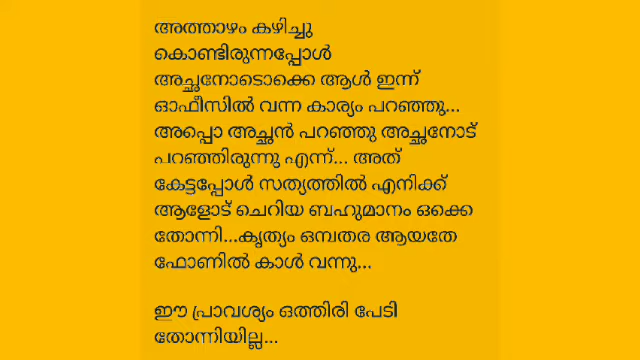 അത്താഴം കഴിച്ചു
കൊണ്ടിരുന്നപ്പോൾ
അച്ഛനോടൊക്കെ ആൾ ഇന്ന്
ഓഫീസിൽ വന്ന കാര്യം പറഞ്ഞു...
അപ്പൊ അച്ഛൻ പറഞ്ഞു അച്ഛനോട്
പറഞ്ഞിരുന്നു എന്ന്... അത്
കേട്ടപ്പോൾ സത്യത്തിൽ എനിക്ക്
ആളോട് ചെറിയ ബഹുമാനം ഒക്കെ
തോന്നി...കൃത്യം ഒമ്പതര ആയതേ
ഫോണിൽ കാൾ വന്നു...
ഈ പ്രാവശ്യം ഒത്തിരി പേടി
തോന്നിയില്ല...